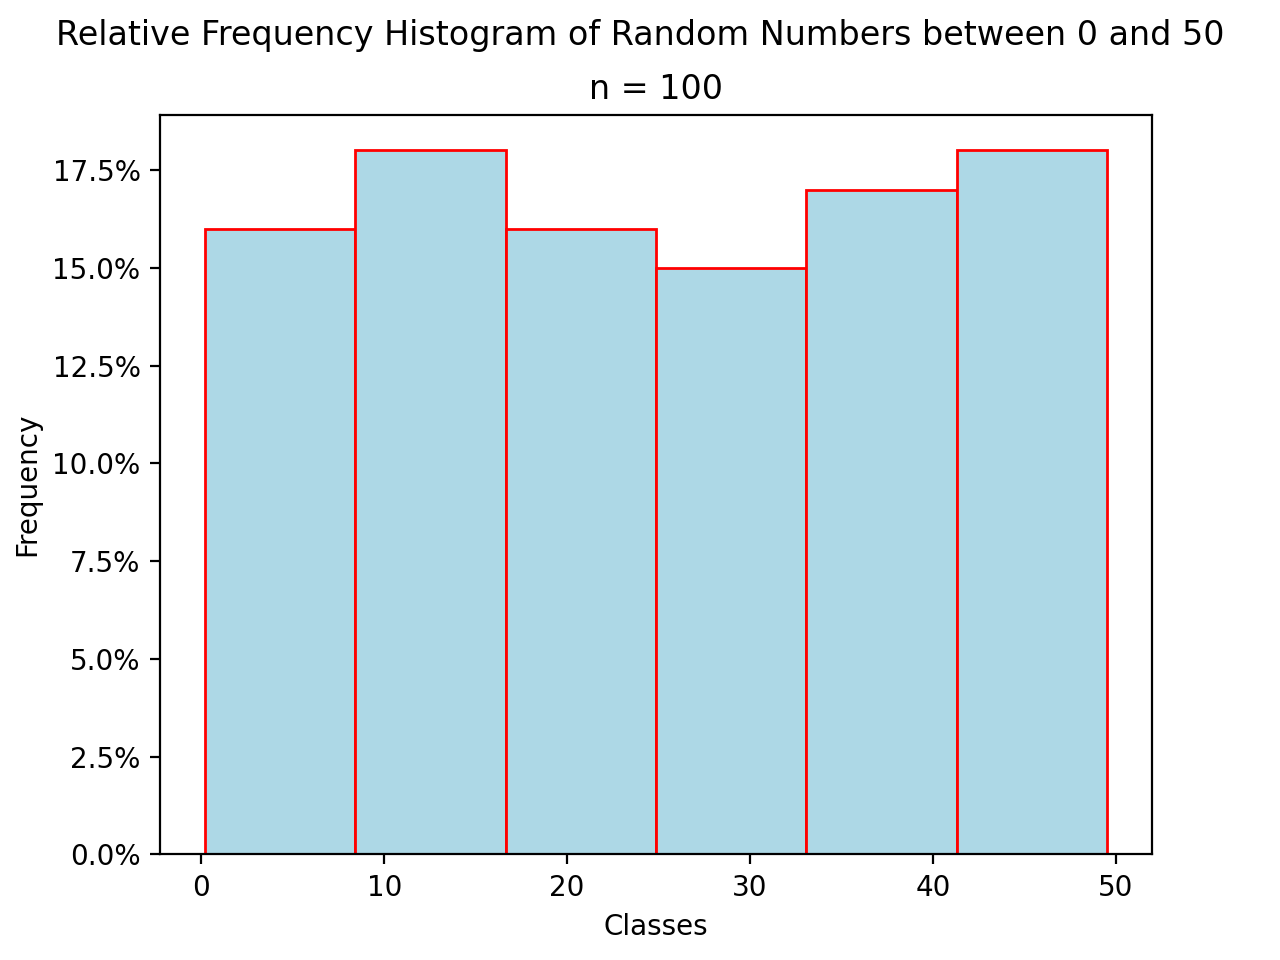 Relative Frequency Histogram of Random Numbers between 0 and 50
n = 100
17.5%
15.0%
12.5%
10.0%
7.5%
5.0%
2.5%
0.0%
Frequency
0 10 20 30 40 50
Classes